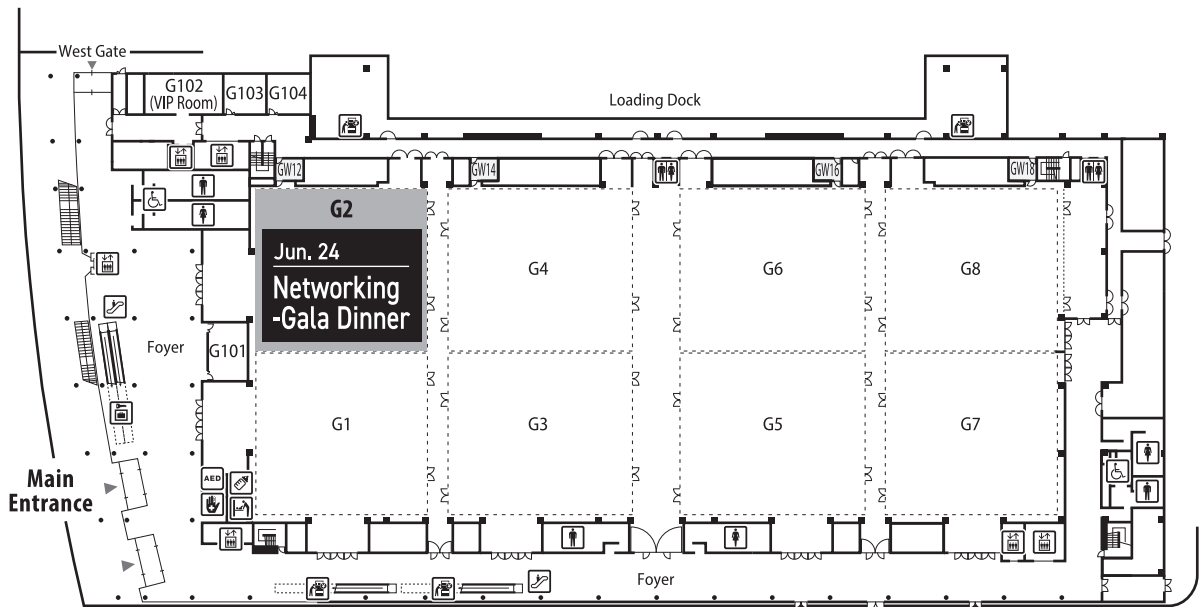 West Gate
G102
(VIP Room)
G103
G104
Loading Dock
GW12
GW14
GW16
GW18
G2
Jun. 24
Networking
-Gala Dinner
G4
G6
G8
Foyer
G101
G1
G3
G5
G7
Main
Entrance
AED
Foyer